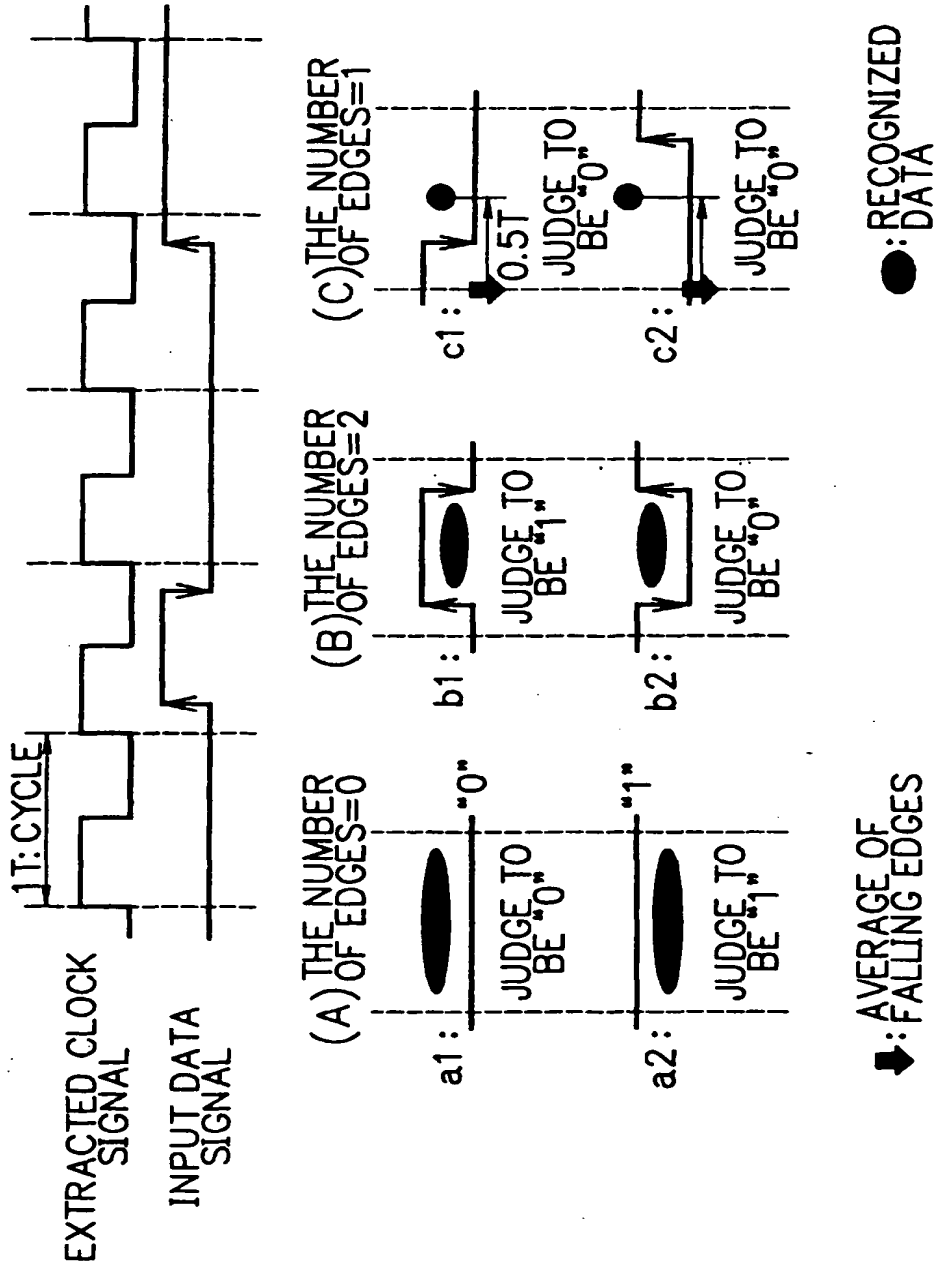 EXTRACTED CLOCK
SIGNAL
1T: CYCLE
INPUT DATA
SIGNAL
(A) THE NUMBER
OF EDGES=0
a1:
"0"
JUDGE TO
BE "0"
a2:
"1"
JUDGE TO
BE "1"
(B) THE NUMBER
OF EDGES=2
b1:
JUDGE TO
BE "1"
b2:
JUDGE TO
BE "0"
(C) THE NUMBER
OF EDGES=1
c1:
0.5T
JUDGE TO
BE "0"
c2:
JUDGE TO
BE "0"
: AVERAGE OF
FALLING EDGES
: RECOGNIZED
DATA